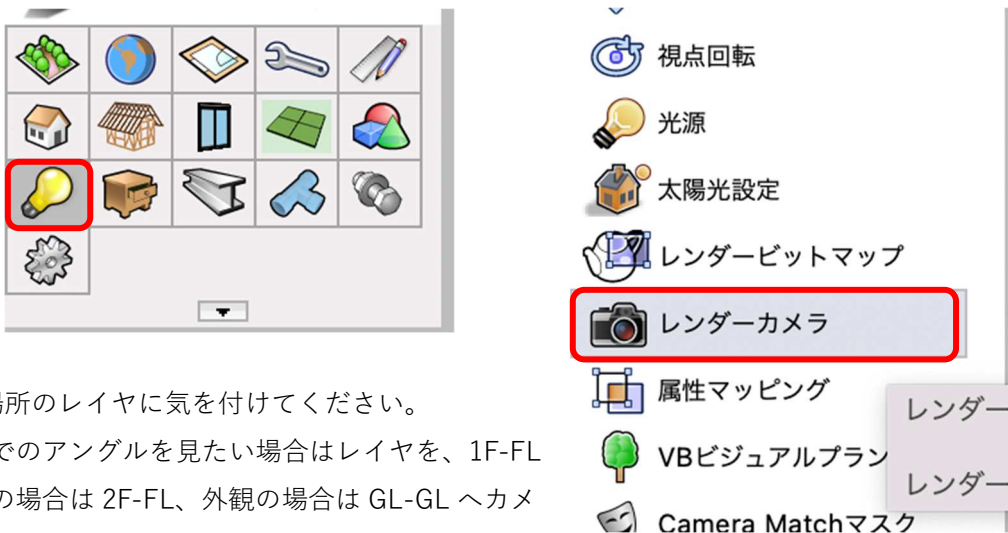 視点回転
光源
太陽光設定
レンダービットマップ
レンダーカメラ
属性マッピング
VBビジュアルプラン
Camera Matchマスク
レンダー
レンダー
所のレイヤに気を付けてください。
でのアングルを見たい場合はレイヤを、1F-FL
の場合は 2F-FL、外観の場合は GL-GL へカメ